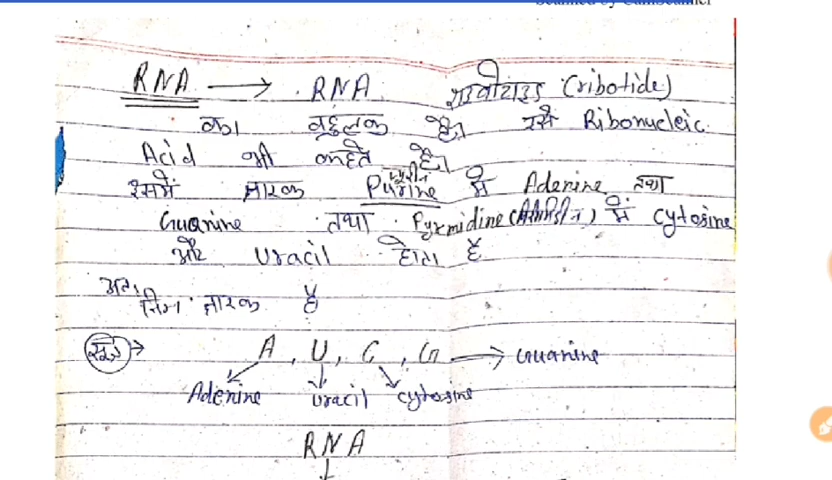 RNA → RNA राबोटाइड (ribotide)
का बहुलक है। इसे Ribonucleic
Acid भी कहते है।
प्यूरीन
इसमें क्षारक Purine में Adenine तथा
Guanine तथा Pyrmidine में Cytosine
और Uracil होता है
अतः
निम्न क्षारक है
→ A, U, C, G → Guanine
Adenine Uracil Cytosine
RNA
↓